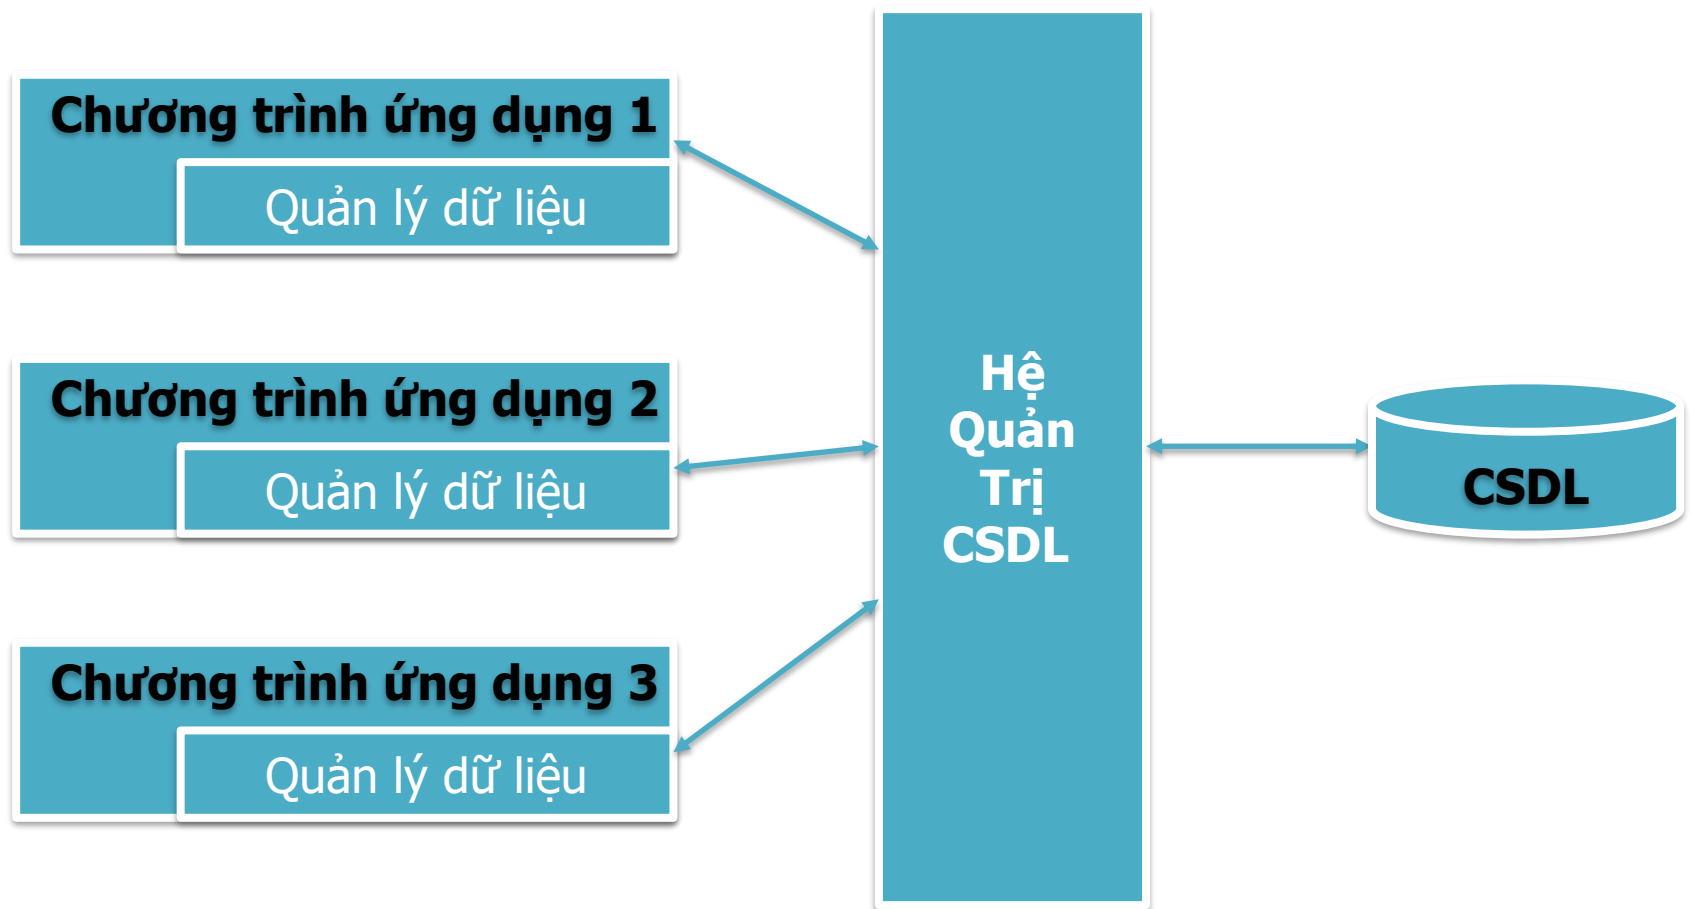 Chương trình ứng dụng 1
Quản lý dữ liệu
Chương trình ứng dụng 2
Quản lý dữ liệu
Chương trình ứng dụng 3
Quản lý dữ liệu
Hệ
Quản
Trị
CSDL
CSDL